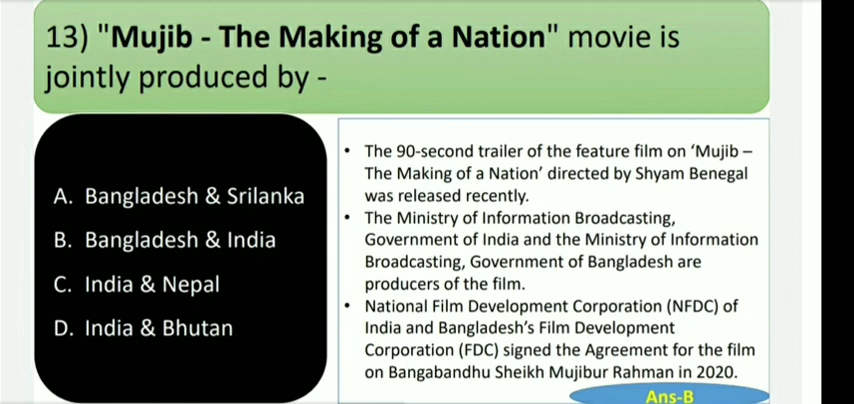 13) "Mujib - The Making of a Nation" movie is
jointly produced by -
A. Bangladesh & Srilanka
B. Bangladesh & India
C. India & Nepal
D. India & Bhutan
• The 90-second trailer of the feature film on ‘Mujib –
The Making of a Nation’ directed by Shyam Benegal
was released recently.
• The Ministry of Information Broadcasting,
Government of India and the Ministry of Information
Broadcasting, Government of Bangladesh are
producers of the film.
• National Film Development Corporation (NFDC) of
India and Bangladesh’s Film Development
Corporation (FDC) signed the Agreement for the film
on Bangabandhu Sheikh Mujibur Rahman in 2020.
Ans-B